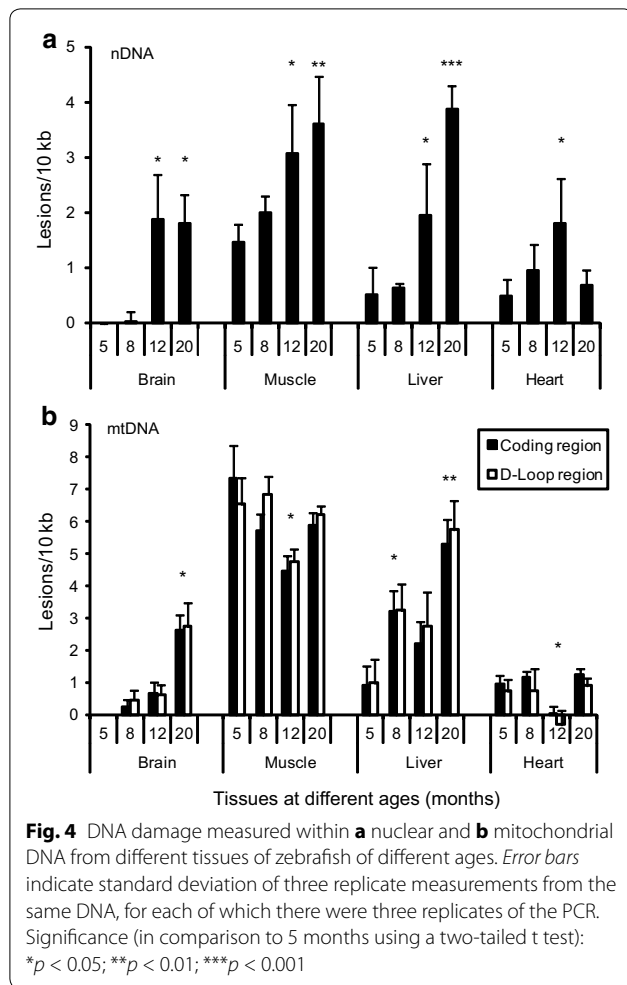 a
nDNA
Lesions/10 kb
5
4
3
2
1
0
* * * ** * *** *
5 8 12 20 5 8 12 20 5 8 12 20 5 8 12 20
Brain Muscle Liver Heart
b
mtDNA
Coding region
D-Loop region
Lesions/10 kb
9
8
7
6
5
4
3
2
1
0
* * * ** *
5 8 12 20 5 8 12 20 5 8 12 20 5 8 12 20
Brain Muscle Liver Heart
Tissues at different ages (months)
Fig. 4 DNA damage measured within a nuclear and b mitochondrial
DNA from different tissues of zebrafish of different ages. Error bars
indicate standard deviation of three replicate measurements from the
same DNA, for each of which there were three replicates of the PCR.
Significance (in comparison to 5 months using a two-tailed t test):
*p < 0.05; **p < 0.01; ***p < 0.001